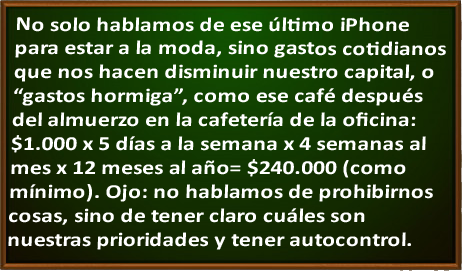 No solo hablamos de ese último iPhone
para estar a la moda, sino gastos cotidianos
que nos hacen disminuir nuestro capital, o
“gastos hormiga”, como ese café después
del almuerzo en la cafetería de la oficina:
$1.000 x 5 días a la semana x 4 semanas al
mes x 12 meses al año= $240.000 (como
mínimo). Ojo: no hablamos de prohibirnos
cosas, sino de tener claro cuáles son
nuestras prioridades y tener autocontrol.